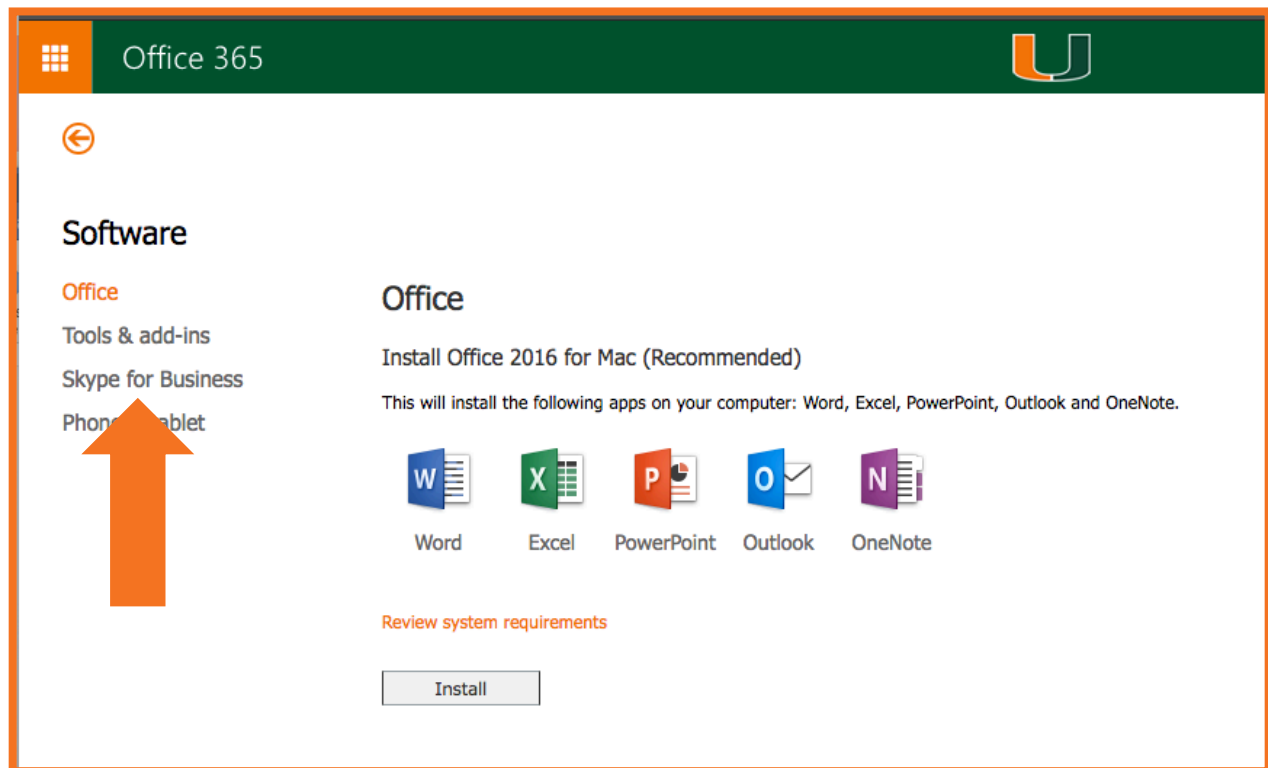 Office 365
U
Software
Office
Tools & add-ins
Skype for Business
Office
Install Office 2016 for Mac (Recommended)
This will install the following apps on your computer: Word, Excel, PowerPoint, Outlook and OneNote.
W X P O N
Word Excel PowerPoint Outlook OneNote
Review system requirements
Install